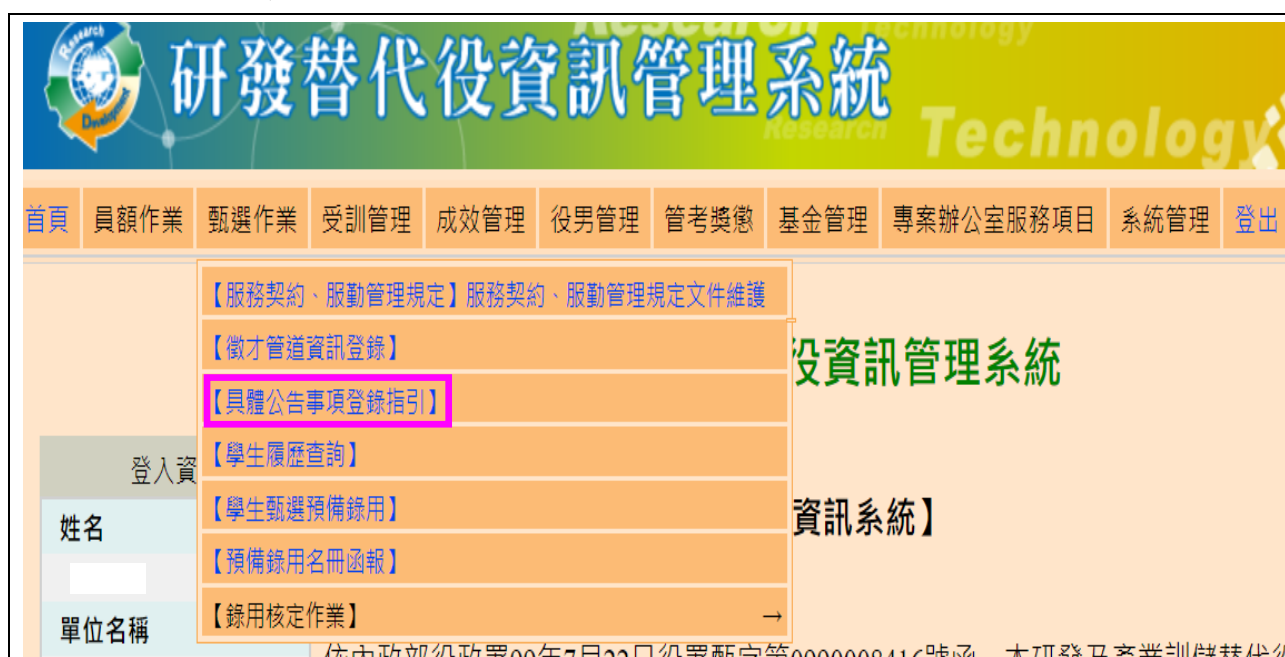 Research Technology
研發替代役資訊管理系統
Research
Development
Research
Technology
首頁 員額作業 甄選作業 受訓管理 成效管理 役男管理 管考獎懲 基金管理 專案辦公室服務項目 系統管理 登出
【服務契約、服勤管理規定】服務契約、服勤管理規定文件維護
【徵才管道資訊登錄】
役資訊管理系統
【具體公告事項登錄指引】
登入資
【學生履歷查詢】
姓名
【學生甄選預備錄用】
資訊系統】
【預備錄用名冊函報】
單位名稱
【錄用核定作業】 →